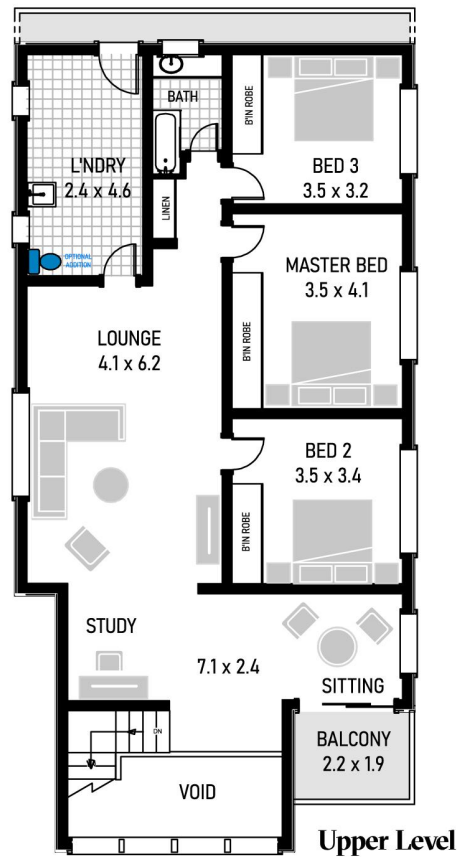 BATH
B'IN ROBE
L'NDRY
2.4 x 4.6
BED 3
3.5 x 3.2
LINEN
OPTIONAL
ADDITION
MASTER BED
3.5 x 4.1
LOUNGE
4.1 x 6.2
B'IN ROBE
BED 2
3.5 x 3.4
B'IN ROBE
STUDY
7.1 x 2.4
SITTING
DN
BALCONY
2.2 x 1.9
VOID
Upper Level